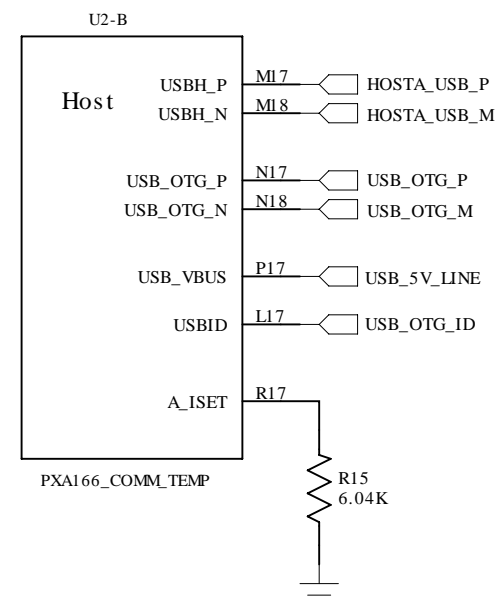 U2-B
Host
USBH_P M17 HOSTA_USB_P
USBH_N M18 HOSTA_USB_M
USB_OTG_P N17 USB_OTG_P
USB_OTG_N N18 USB_OTG_M
USB_VBUS P17 USB_5V_LINE
USBID L17 USB_OTG_ID
A_ISET R17
R15
6.04K
PXA166_COMM_TEMP